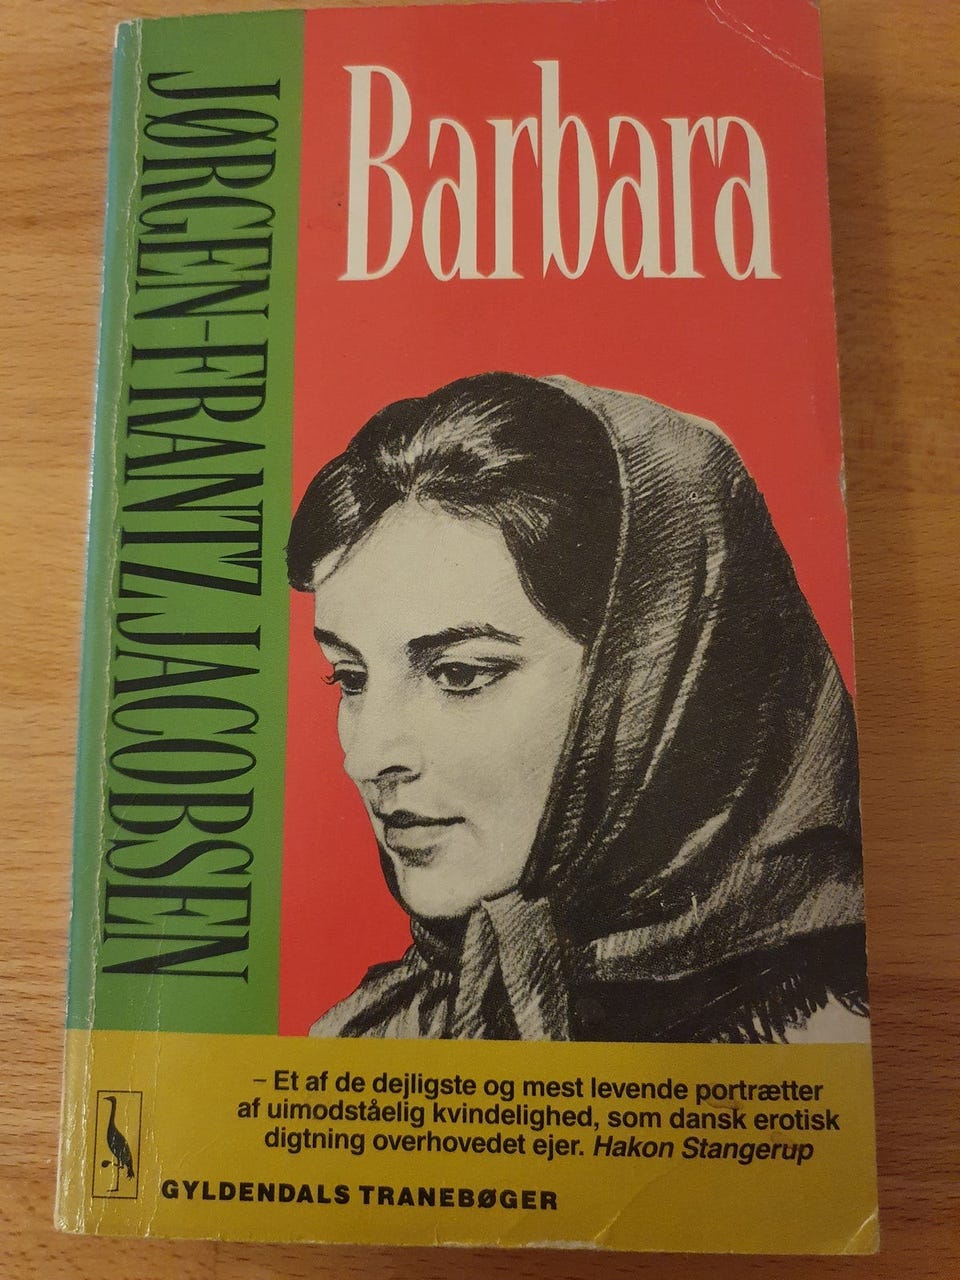 Barbara
JØRGEN-FRANTZ JACOBSEN
– Et af de dejligste og mest levende portrætter
af uimodståelig kvindelighed, som dansk erotisk
digtning overhovedet ejer. Hakon Stangerup
GYLDENDALS TRANEBØGER